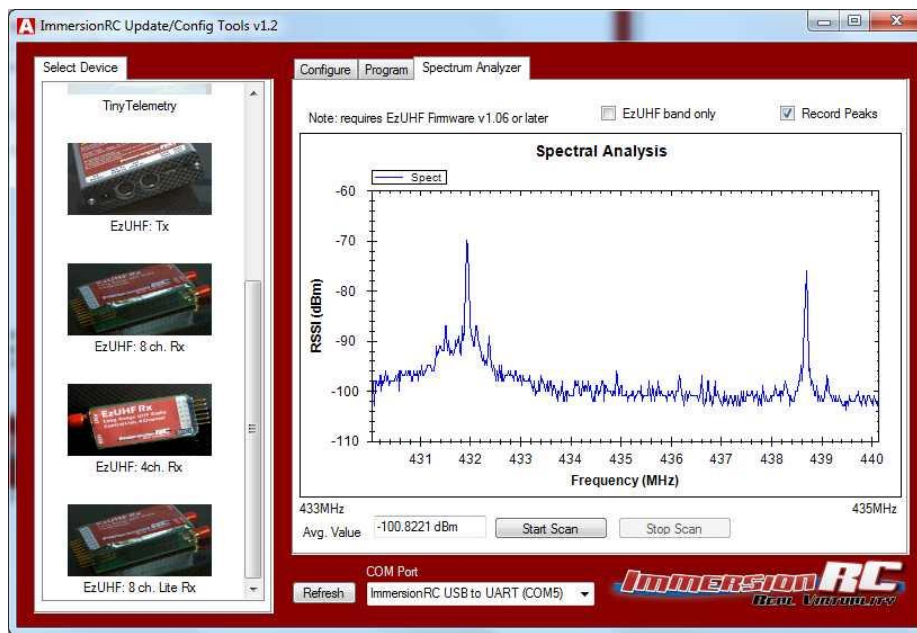 ImmersionRC Update/Config Tools v1.2
Select Device
TinyTelemetry
EzUHF: Tx
EzUHF Rx
EzUHF: 8 ch. Rx
EzUHF Rx
EzUHF: 4ch. Rx
EzUHF: 8 ch. Lite Rx
Configure Program Spectrum Analyzer
Note: requires EzUHF Firmware v1.06 or later
EzUHF band only
Record Peaks
Spectral Analysis
Spect
RSSI (dBm)
-60
-70
-80
-90
-100
-110
431 432 433 434 435 436 437 438 439 440
Frequency (MHz)
433MHz 435MHz
Avg. Value -100.8221 dBm Start Scan Stop Scan
COM Port
Refresh ImmersionRC USB to UART (COM5)
IMMERSIONRC
REAL VIRTUALITY